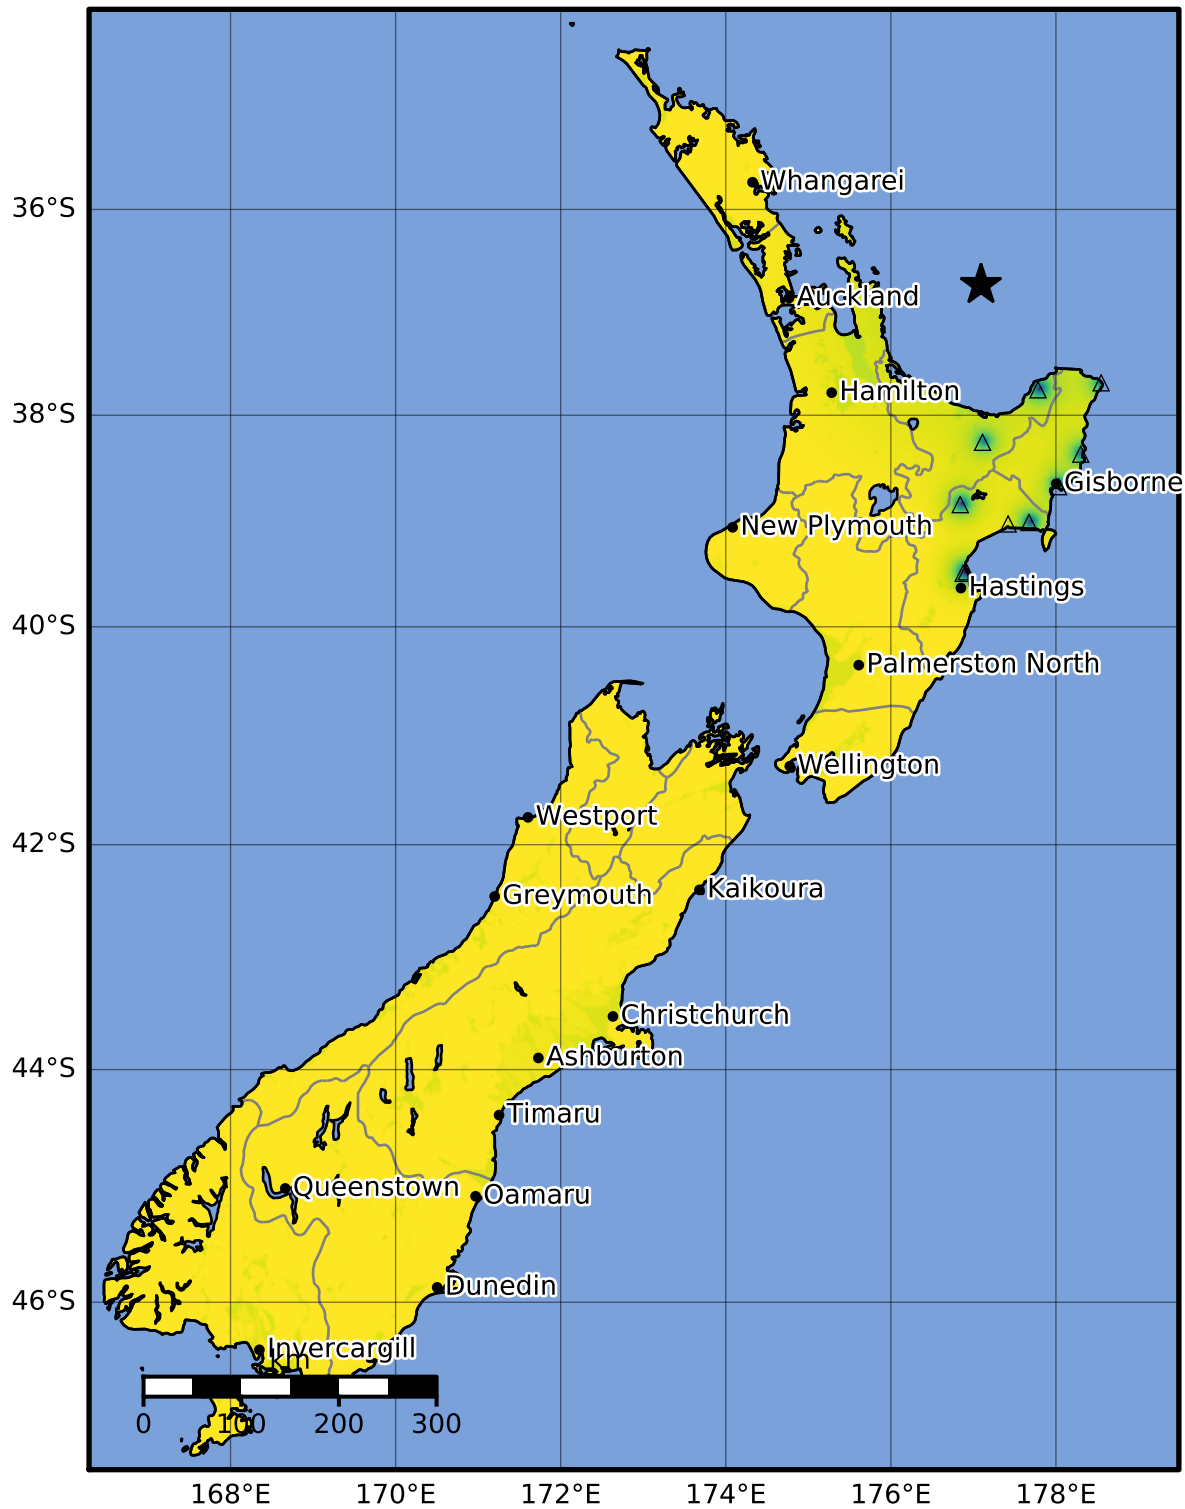 Whangarei
36°S
Auckland
Hamilton
38°S
Gisborne
New Plymouth
Hastings
40°S
Palmerston North
Wellington
Westport
42°S
Kaikoura
Greymouth
Christchurch
Ashburton
44°S
Timaru
Queenstown
Oamaru
Dunedin
46°S
Invercargill
km
0 100 200 300
168°E 170°E 172°E 174°E 176°E 178°E